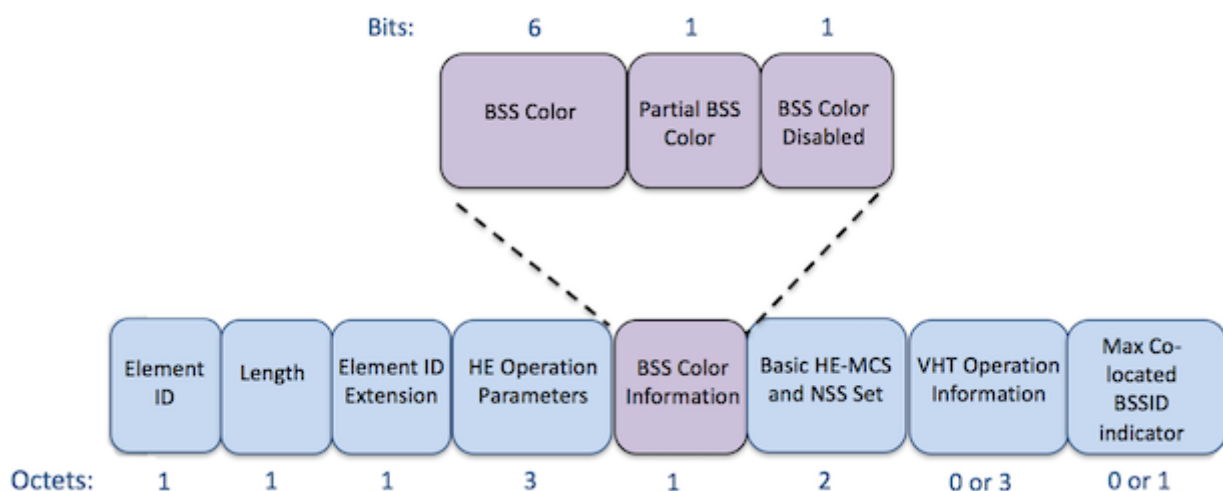 Bits: 6 1 1
BSS Color
Partial BSS
Color
BSS Color
Disabled
Element
ID
Length
Element ID
Extension
HE Operation
Parameters
BSS Color
Information
Basic HE-MCS
and NSS Set
VHT Operation
Information
Max Co-
located
BSSID
indicator
Octets: 1 1 1 3 1 2 0 or 3 0 or 1